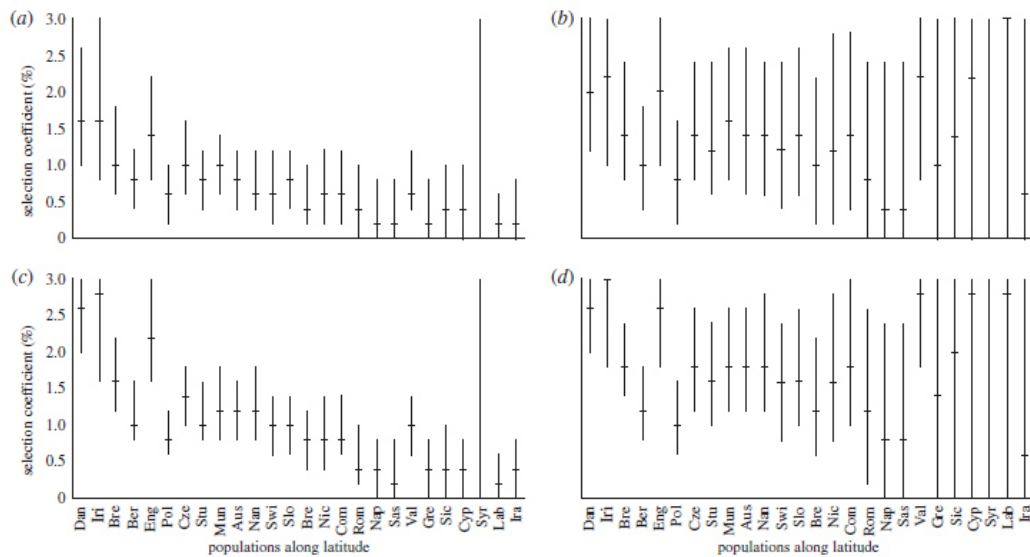 (a)
(b)
3.0
2.5
2.0
1.5
1.0
0.5
0
selection coefficient (%)
(c)
(d)
3.0
2.5
2.0
1.5
1.0
0.5
0
selection coefficient (%)
Dan Iri Bre Ber Eng Pol Cze Stu Mun Aus Nan Swi Slo Bre Nic Com Rom Nap Sas Val Gre Sic Cyp Syr Lab Ira
populations along latitude
Dan Iri Bre Ber Eng Pol Cze Stu Mun Aus Nan Swi Slo Bre Nic Com Rom Nap Sas Val Gre Sic Cyp Syr Lab Ira
populations along latitude